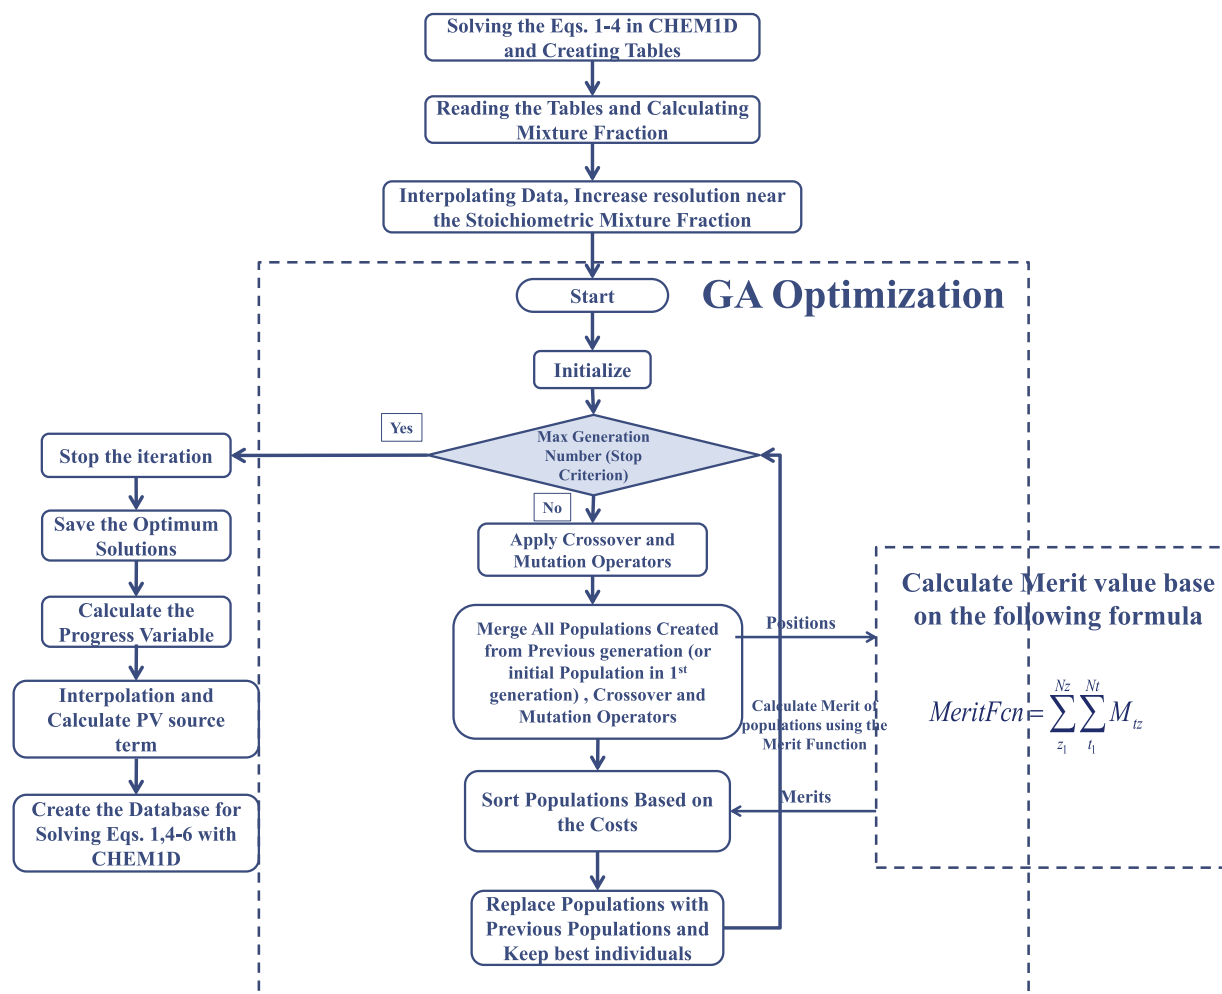 Solving the Eqs. 1-4 in CHEM1D
and Creating Tables
Reading the Tables and Calculating
Mixture Fraction
Interpolating Data, Increase resolution near
the Stoichiometric Mixture Fraction
GA Optimization
Start
Initialize
Max Generation
Number (Stop
Criterion)
Yes
No
Stop the iteration
Save the Optimum
Solutions
Calculate the
Progress Variable
Interpolation and
Calculate PV source
term
Create the Database for
Solving Eqs. 1,4-6 with
CHEM1D
Apply Crossover and
Mutation Operators
Merge All Populations Created
from Previous generation (or
initial Population in 1st
generation) , Crossover and
Mutation Operators
Positions
Calculate Merit of
populations using the
Merit Function
Merits
Sort Populations Based on
the Costs
Replace Populations with
Previous Populations and
Keep best individuals
Calculate Merit value base
on the following formula
MeritFcn = ∑_{z_1}^{Nz} ∑_{t_1}^{Nt} M_{tz}